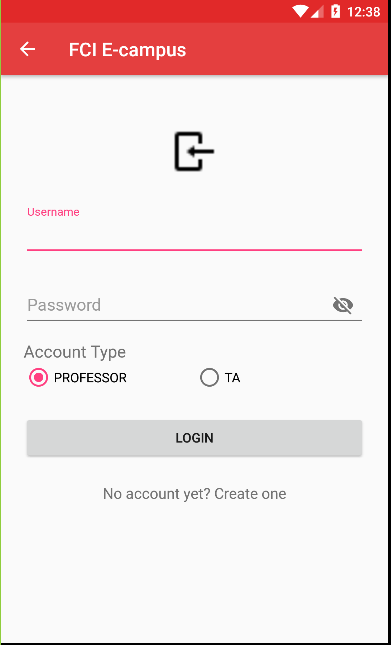 12:38
FCI E-campus
Username
Password
Account Type
PROFESSOR
TA
LOGIN
No account yet? Create one